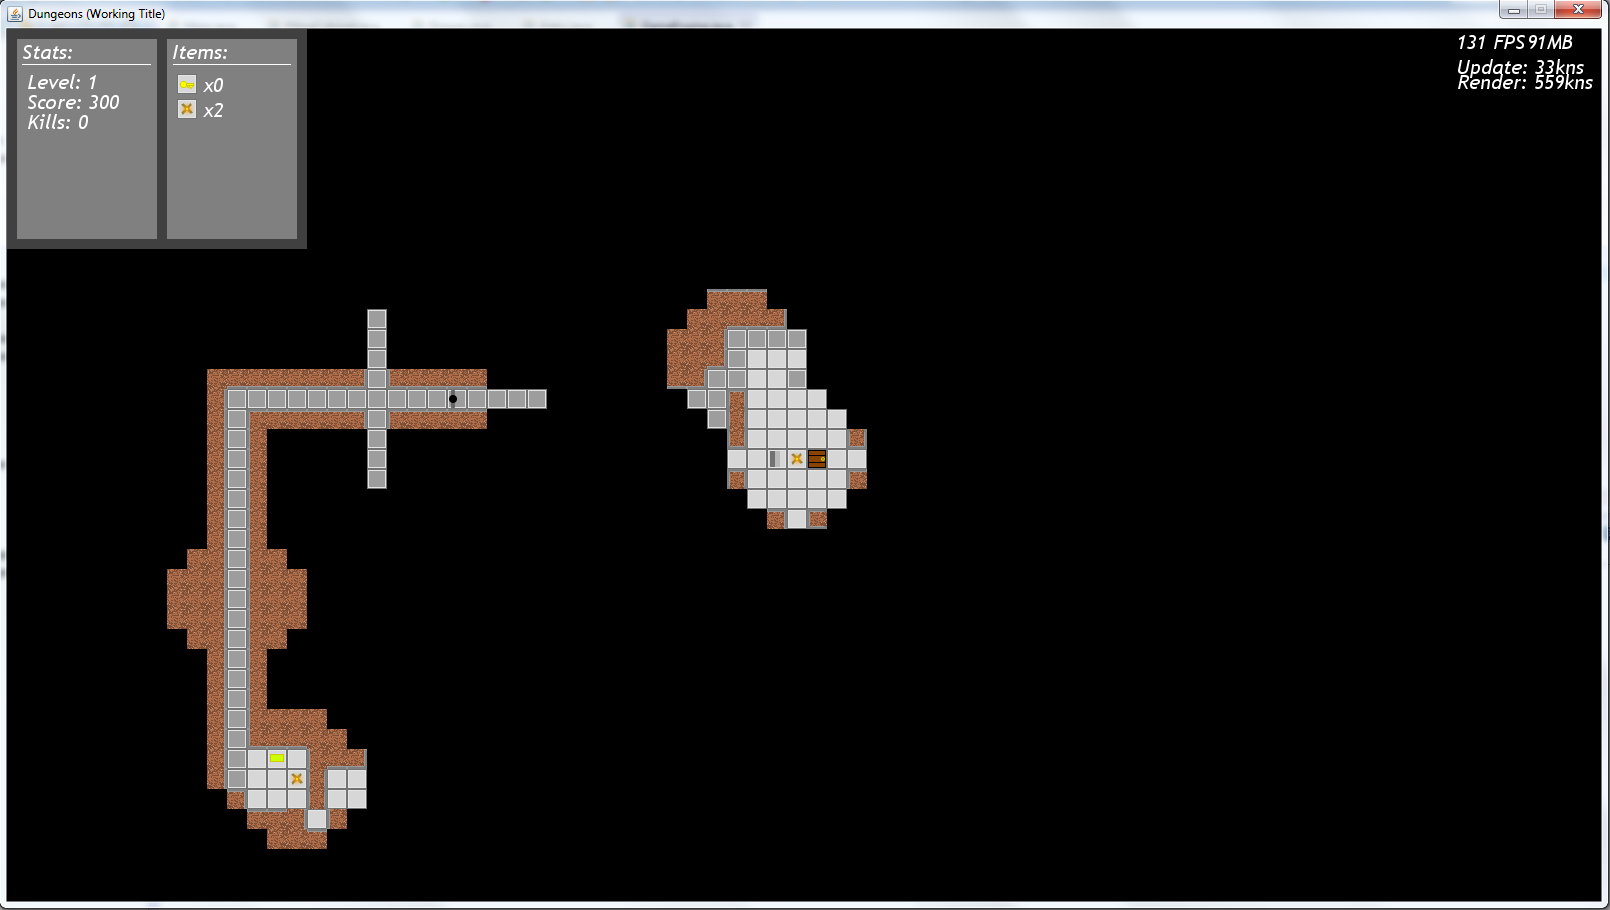 Dungeons (Working Title)
Stats:
Level: 1
Score: 300
Kills: 0
Items:
x0
x2
131 FPS 91MB
Update: 33kns
Render: 559kns